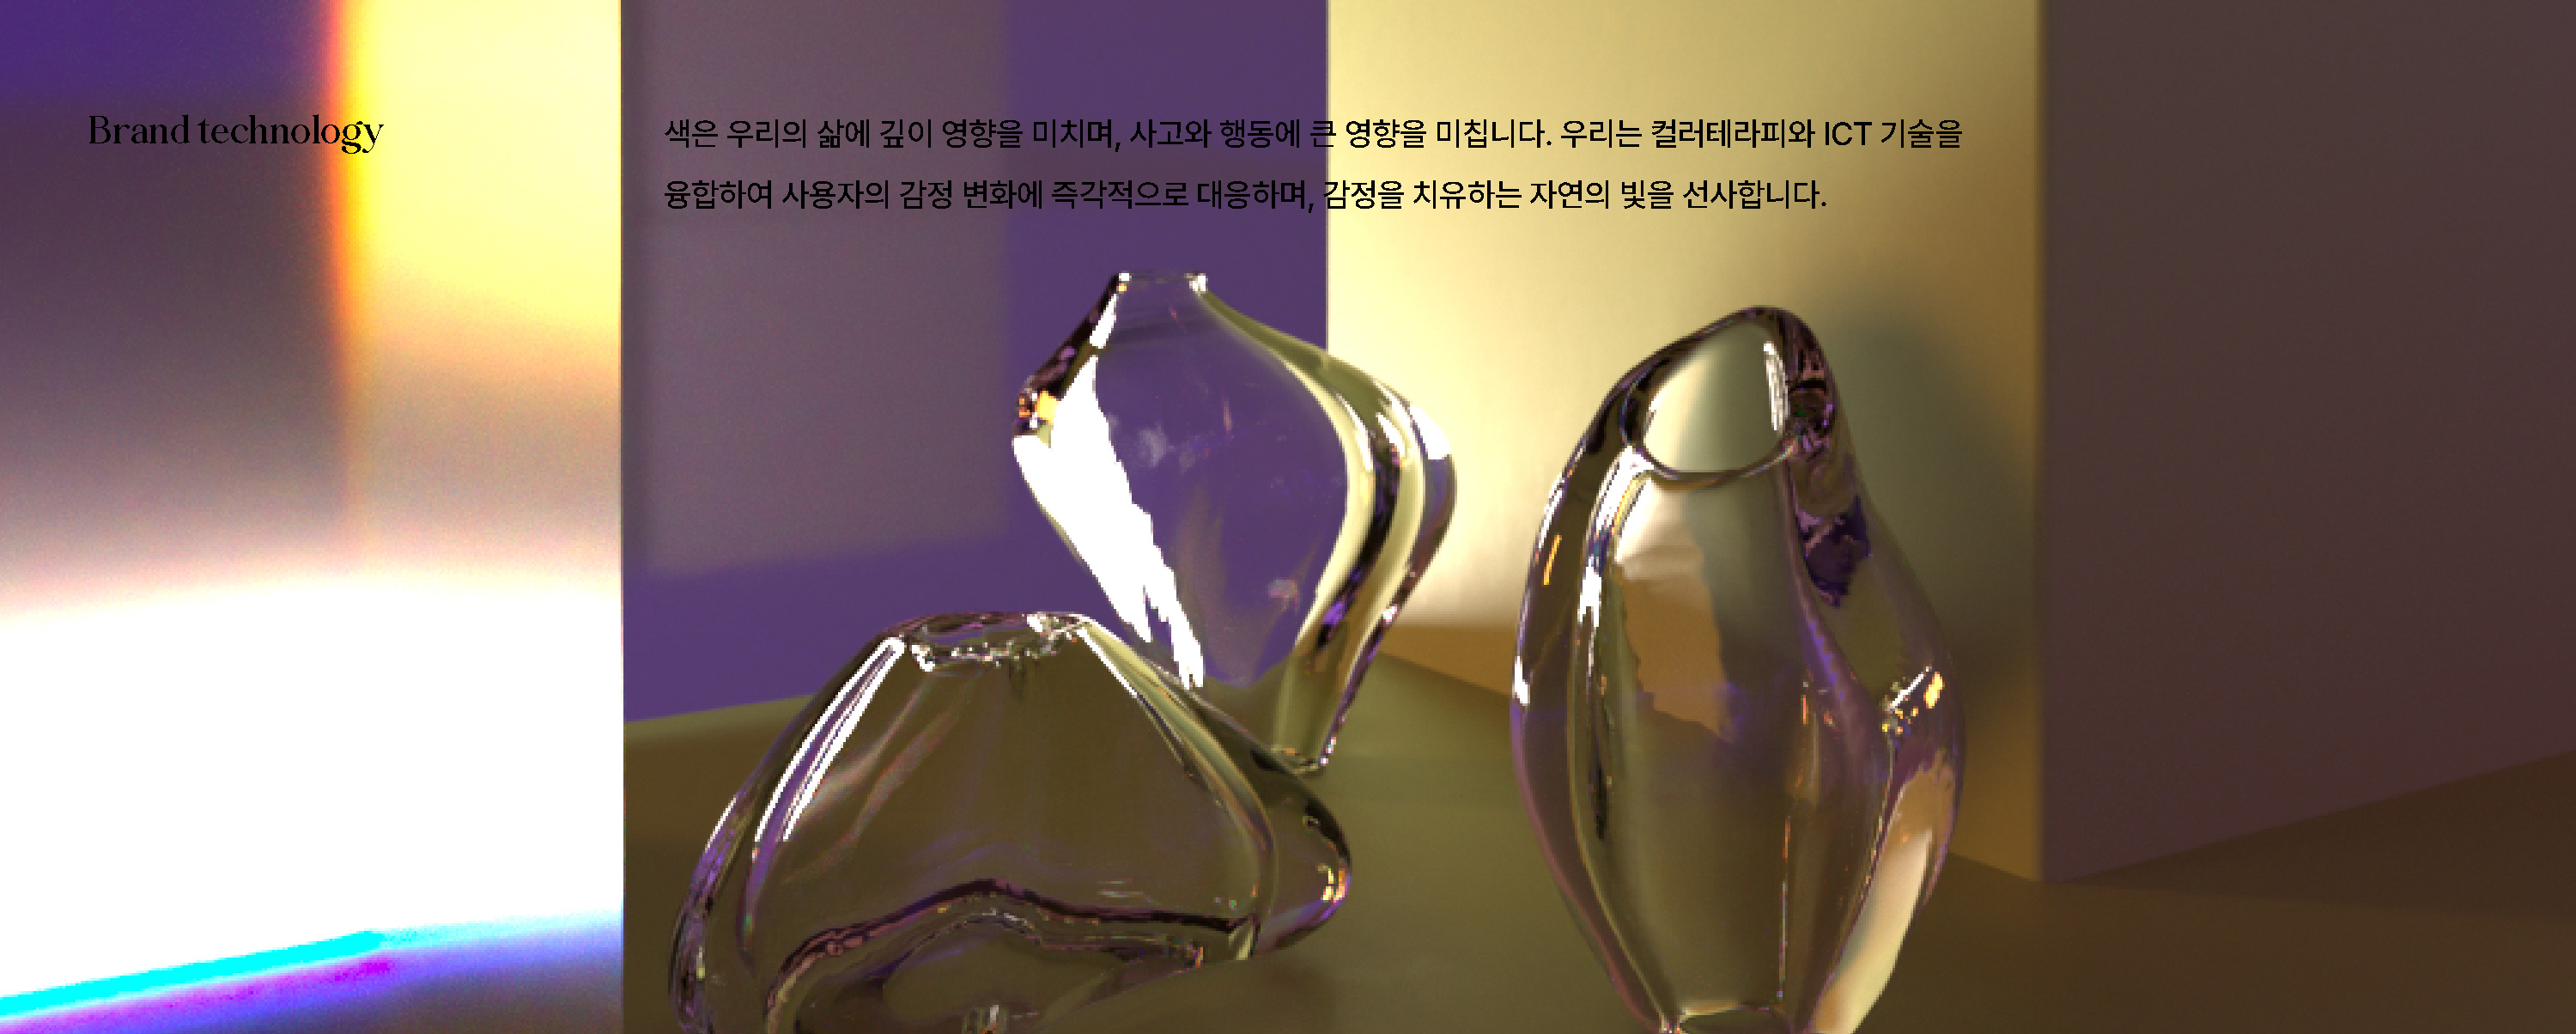 Brand technology
색은 우리의 삶에 깊이 영향을 미치며, 사고와 행동에 큰 영향을 미칩니다. 우리는 컬러테라피와 ICT 기술을
융합하여 사용자의 감정 변화에 즉각적으로 대응하며, 감정을 치유하는 자연의 빛을 선사합니다.